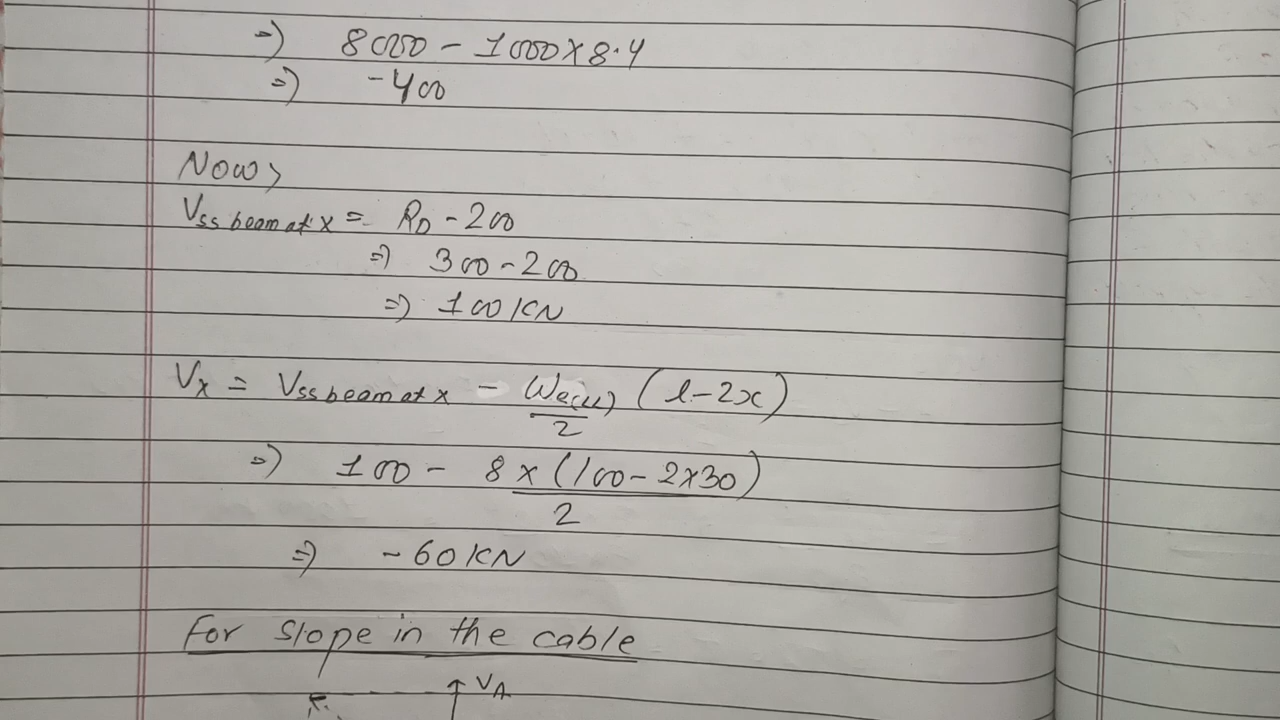 ⇒) 8000 - 1000 x 8.4
⇒) -400
Now,
Vss beam at x = RD - 200
⇒) 300 - 200
⇒) 100 KN
Vx = Vss beam at x - We(u)/2 (l - 2x)
⇒) 100 - 8 x (100 - 2 x 30)/2
⇒) -60 KN
For slope in the cable
VA